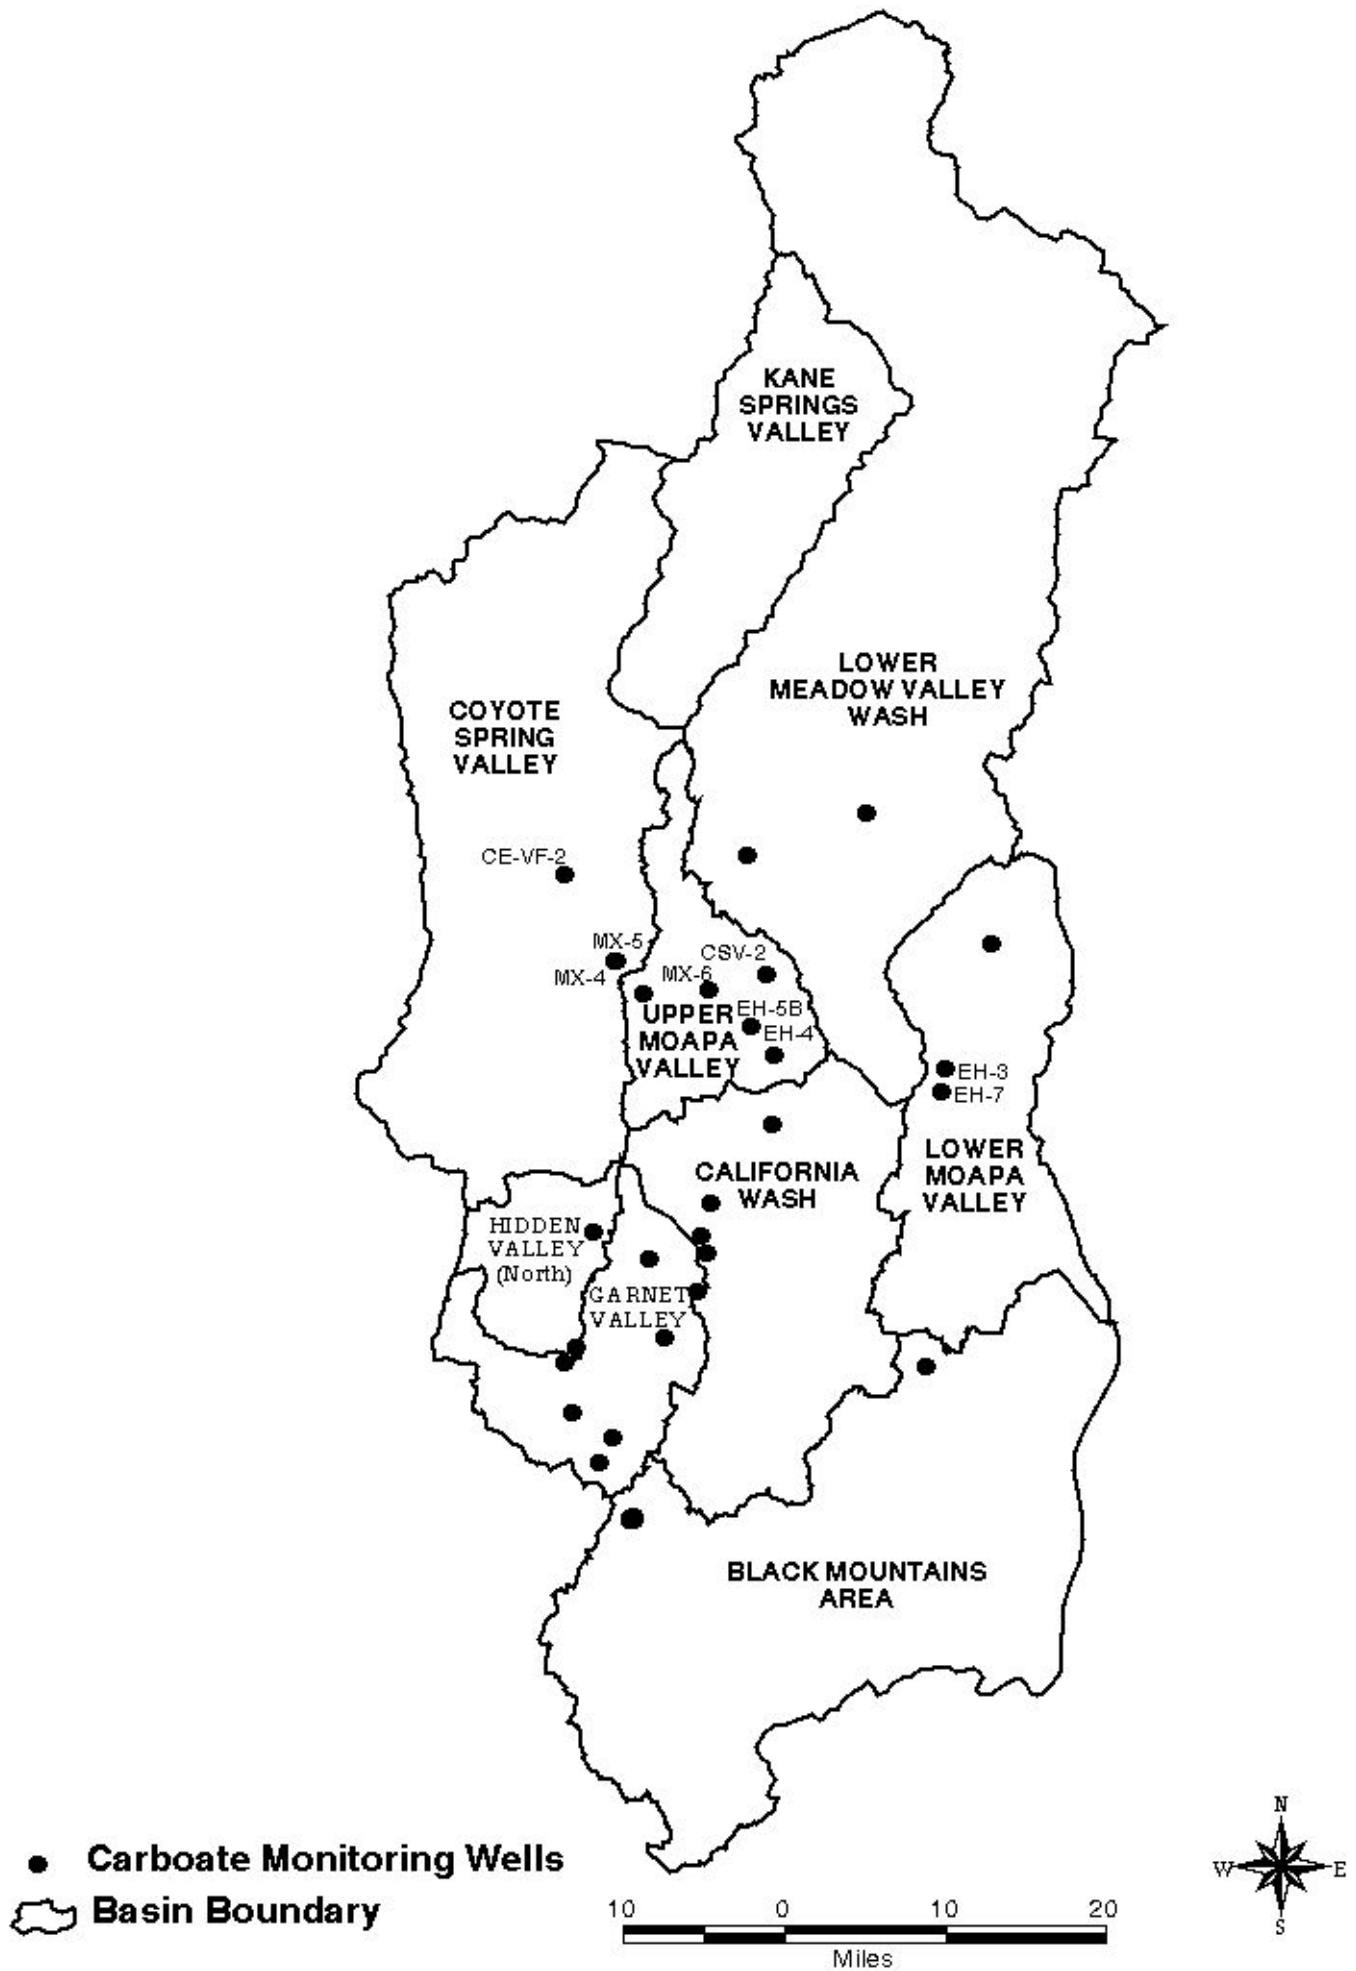 KANE
SPRINGS
VALLEY
LOWER
MEADOW VALLEY
WASH
COYOTE
SPRING
VALLEY
CE-VF-2
MX-5
MX-4
CSV-2
MX-6
UPPER
MOAPA
VALLEY
EH-5B
EH-4
EH-3
EH-7
LOWER
MOAPA
VALLEY
CALIFORNIA
WASH
HIDDEN
VALLEY
(North)
GARNET
VALLEY
BLACK MOUNTAINS
AREA
Carboate Monitoring Wells
Basin Boundary
10 0 10 20
Miles
N
W E
S